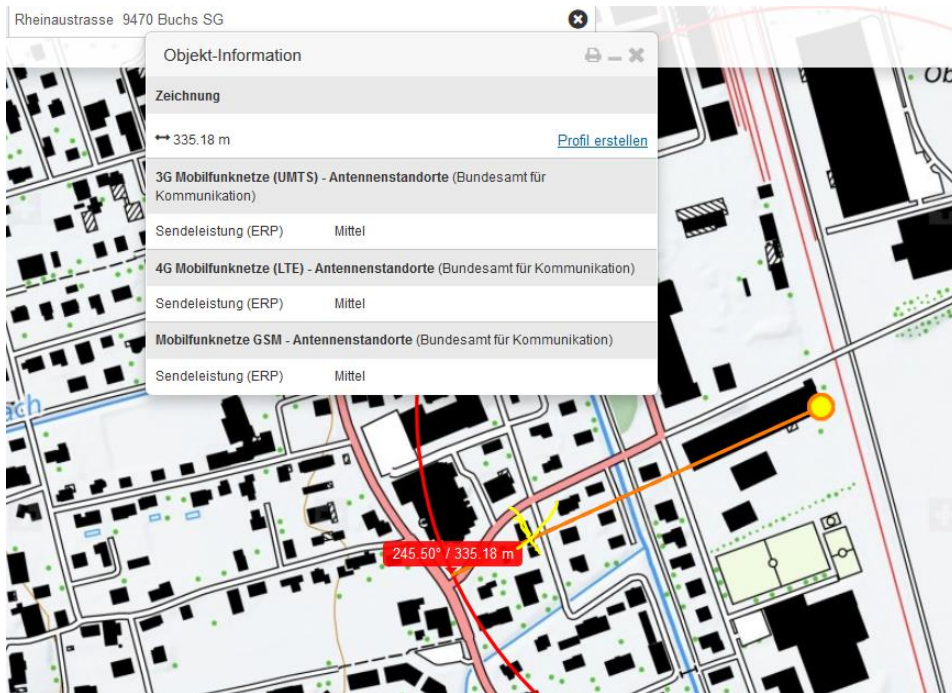 Rheinaustrasse 9470 Buchs SG
Objekt-Information
Zeichnung
335.18 m
Profil erstellen
3G Mobilfunknetze (UMTS) - Antennenstandorte (Bundesamt für
Kommunikation)
Sendeleistung (ERP) Mittel
4G Mobilfunknetze (LTE) - Antennenstandorte (Bundesamt für Kommunikation)
Sendeleistung (ERP) Mittel
Mobilfunknetze GSM - Antennenstandorte (Bundesamt für Kommunikation)
Sendeleistung (ERP) Mittel
Ob
ach
245.50° / 335.18 m